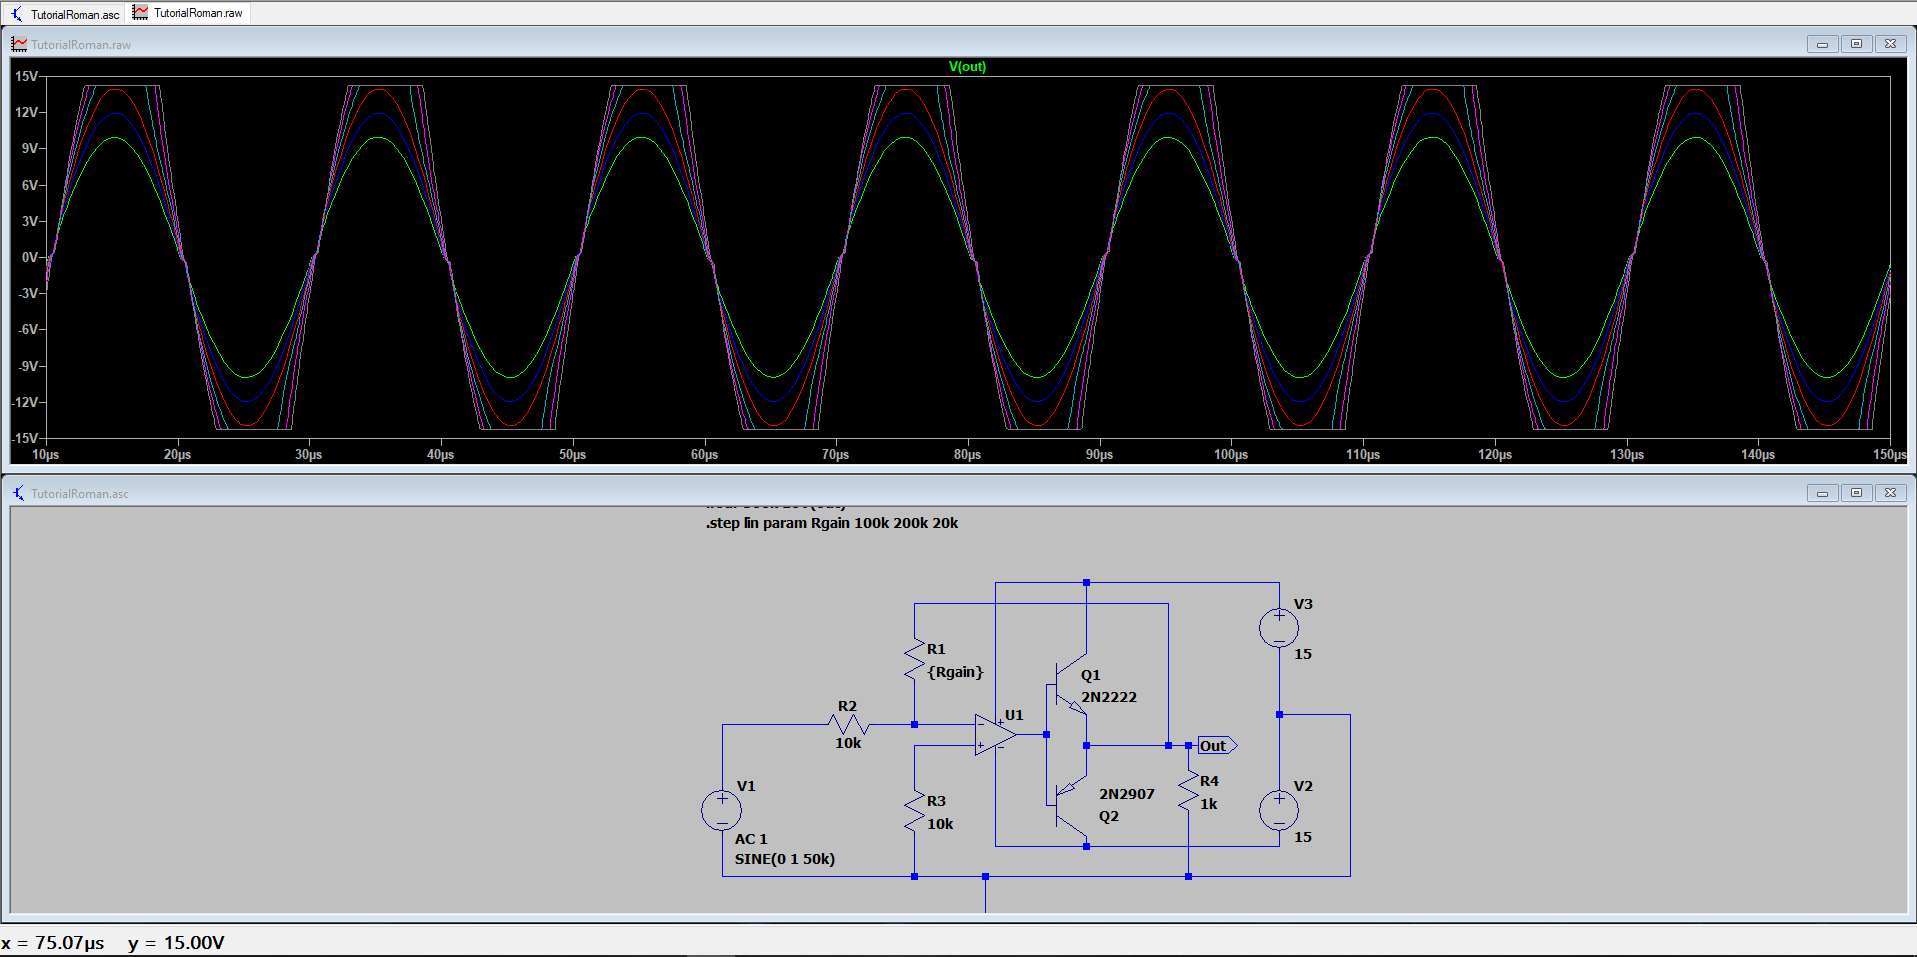 TutorialRoman.asc TutorialRoman.raw
TutorialRoman.raw
V(out)
15V
12V
9V
6V
3V
0V
-3V
-6V
-9V
-12V
-15V
10µs 20µs 30µs 40µs 50µs 60µs 70µs 80µs 90µs 100µs 110µs 120µs 130µs 140µs 150µs
TutorialRoman.asc
.step lin param Rgain 100k 200k 20k
V3
15
R1
{Rgain}
Q1
2N2222
R2
10k
U1
Out
V1
AC 1
SINE(0 1 50k)
R3
10k
2N2907
Q2
R4
1k
V2
15
x = 75.07µs y = 15.00V